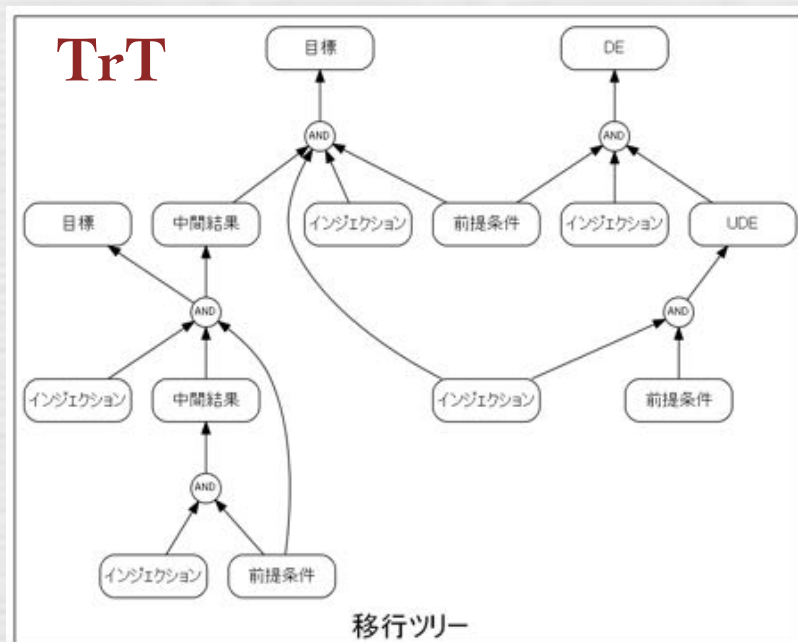 TrT
目標
DE
AND
AND
目標
中間結果
インジェクション
前提条件
インジェクション
UDE
AND
AND
インジェクション
中間結果
インジェクション
前提条件
AND
インジェクション
前提条件
移行ツリー